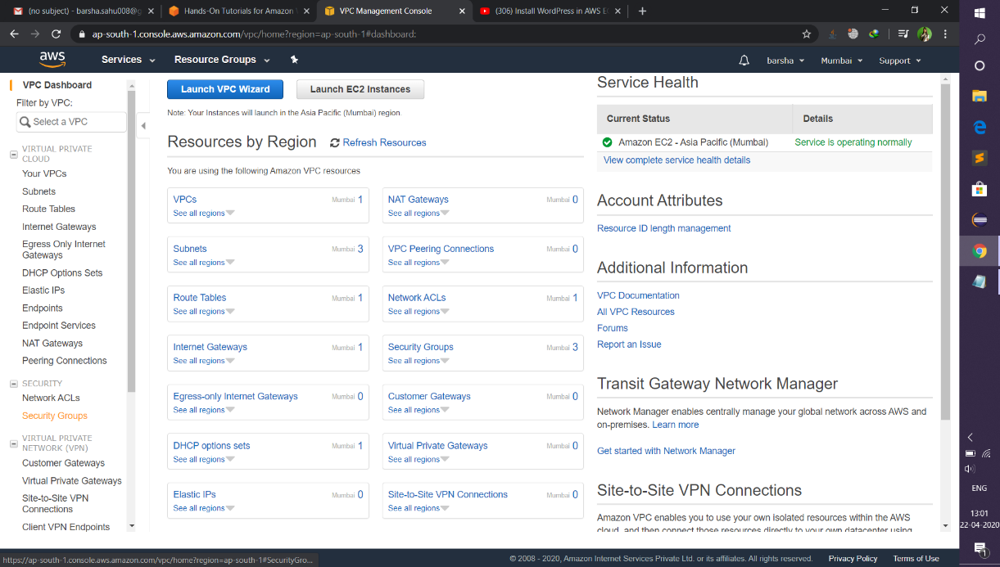 (no subject) - barsha.sahu008@g
Hands-On Tutorials for Amazon
VPC Management Console
(306) Install WordPress in AWS EC
ap-south-1.console.aws.amazon.com/vpc/home?region=ap-south-1#dashboard:
aws
Services
Resource Groups
barsha
Mumbai
Support
VPC Dashboard
Filter by VPC:
Select a VPC
VIRTUAL PRIVATE
CLOUD
Your VPCs
Subnets
Route Tables
Internet Gateways
Egress Only Internet
Gateways
DHCP Options Sets
Elastic IPs
Endpoints
Endpoint Services
NAT Gateways
Peering Connections
SECURITY
Network ACLs
Security Groups
VIRTUAL PRIVATE
NETWORK (VPN)
Customer Gateways
Virtual Private Gateways
Site-to-Site VPN
Connections
Client VPN Endpoints
Launch VPC Wizard
Launch EC2 Instances
Note: Your Instances will launch in the Asia Pacific (Mumbai) region.
Resources by Region
Refresh Resources
You are using the following Amazon VPC resources
VPCs Mumbai 1
See all regions
NAT Gateways Mumbai 0
See all regions
Subnets Mumbai 3
See all regions
VPC Peering Connections Mumbai 0
See all regions
Route Tables Mumbai 1
See all regions
Network ACLs Mumbai 1
See all regions
Internet Gateways Mumbai 1
See all regions
Security Groups Mumbai 3
See all regions
Egress-only Internet Gateways Mumbai 0
See all regions
Customer Gateways Mumbai 0
See all regions
DHCP options sets Mumbai 1
See all regions
Virtual Private Gateways Mumbai 0
See all regions
Elastic IPs Mumbai 0
See all regions
Site-to-Site VPN Connections Mumbai 0
See all regions
Service Health
Current Status Details
Amazon EC2 - Asia Pacific (Mumbai) Service is operating normally
View complete service health details
Account Attributes
Resource ID length management
Additional Information
VPC Documentation
All VPC Resources
Forums
Report an Issue
Transit Gateway Network Manager
Network Manager enables centrally manage your global network across AWS and
on-premises. Learn more
Get started with Network Manager
Site-to-Site VPN Connections
Amazon VPC enables you to use your own isolated resources within the AWS
cloud, and then connect those resources directly to your own datacenter using
https://ap-south-1.console.aws.amazon.com/vpc/home?region=ap-south-1#SecurityGro...
© 2008 - 2020, Amazon Internet Services Private Ltd. or its affiliates. All rights reserved.
Privacy Policy
Terms of Use
ENG
13:01
22-04-2020
1